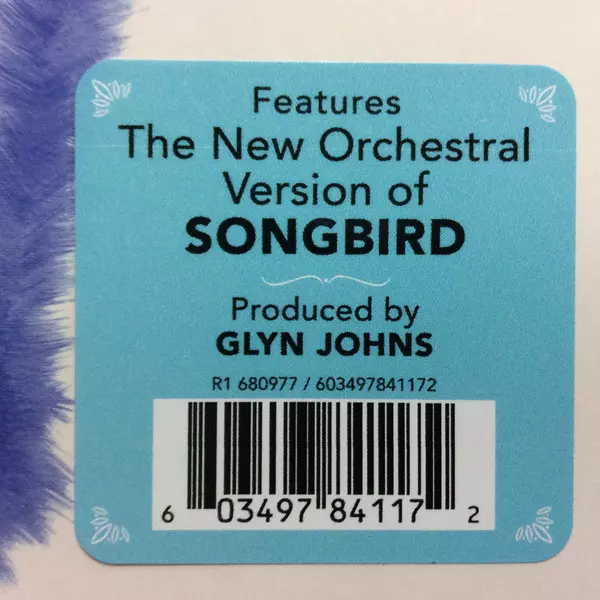 Features
The New Orchestral
Version of
SONGBIRD
Produced by
GLYN JOHNS
R1 680977 / 603497841172
6 03497 84117 2